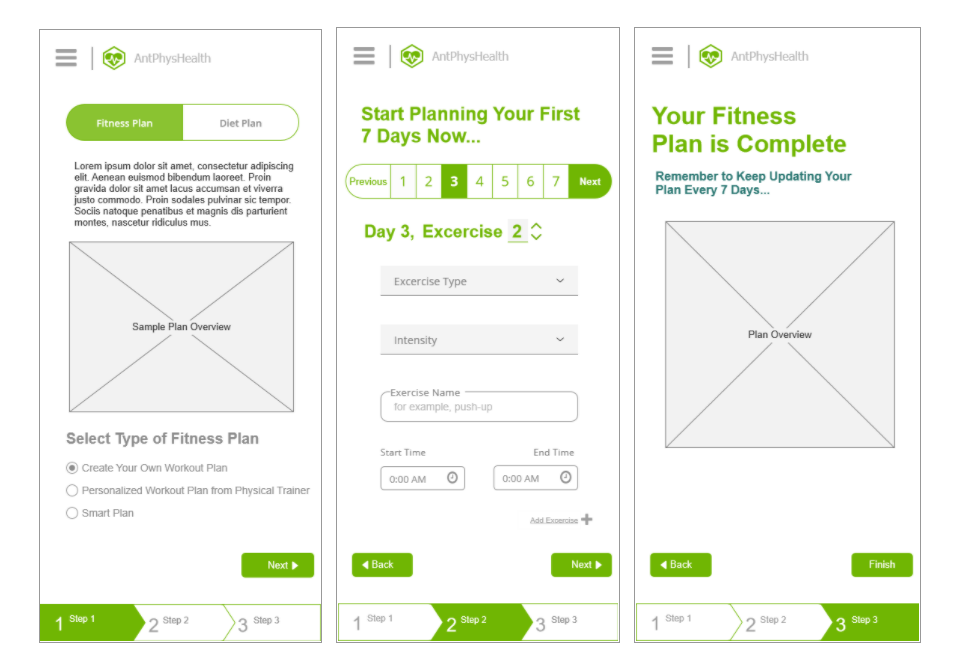 AntPhysHealth
Fitness Plan
Diet Plan
Lorem ipsum dolor sit amet, consectetur adipiscing
elit. Aenean euismod bibendum laoreet. Proin
gravida dolor sit amet lacus accumsan et viverra
justo commodo. Proin sodales pulvinar sic tempor.
Sociis natoque penatibus et magnis dis parturient
montes, nascetur ridiculus mus.
Sample Plan Overview
Select Type of Fitness Plan
Create Your Own Workout Plan
Personalized Workout Plan from Physical Trainer
Smart Plan
Next
1 Step 1
2 Step 2
3 Step 3
AntPhysHealth
Start Planning Your First
7 Days Now...
Previous 1 2 3 4 5 6 7 Next
Day 3, Excercise 2
Excercise Type
Intensity
Exercise Name
for example, push-up
Start Time
End Time
0:00 AM
0:00 AM
Add Excercise
Back
Next
1 Step 1
2 Step 2
3 Step 3
AntPhysHealth
Your Fitness
Plan is Complete
Remember to Keep Updating Your
Plan Every 7 Days...
Plan Overview
Back
Finish
1 Step 1
2 Step 2
3 Step 3